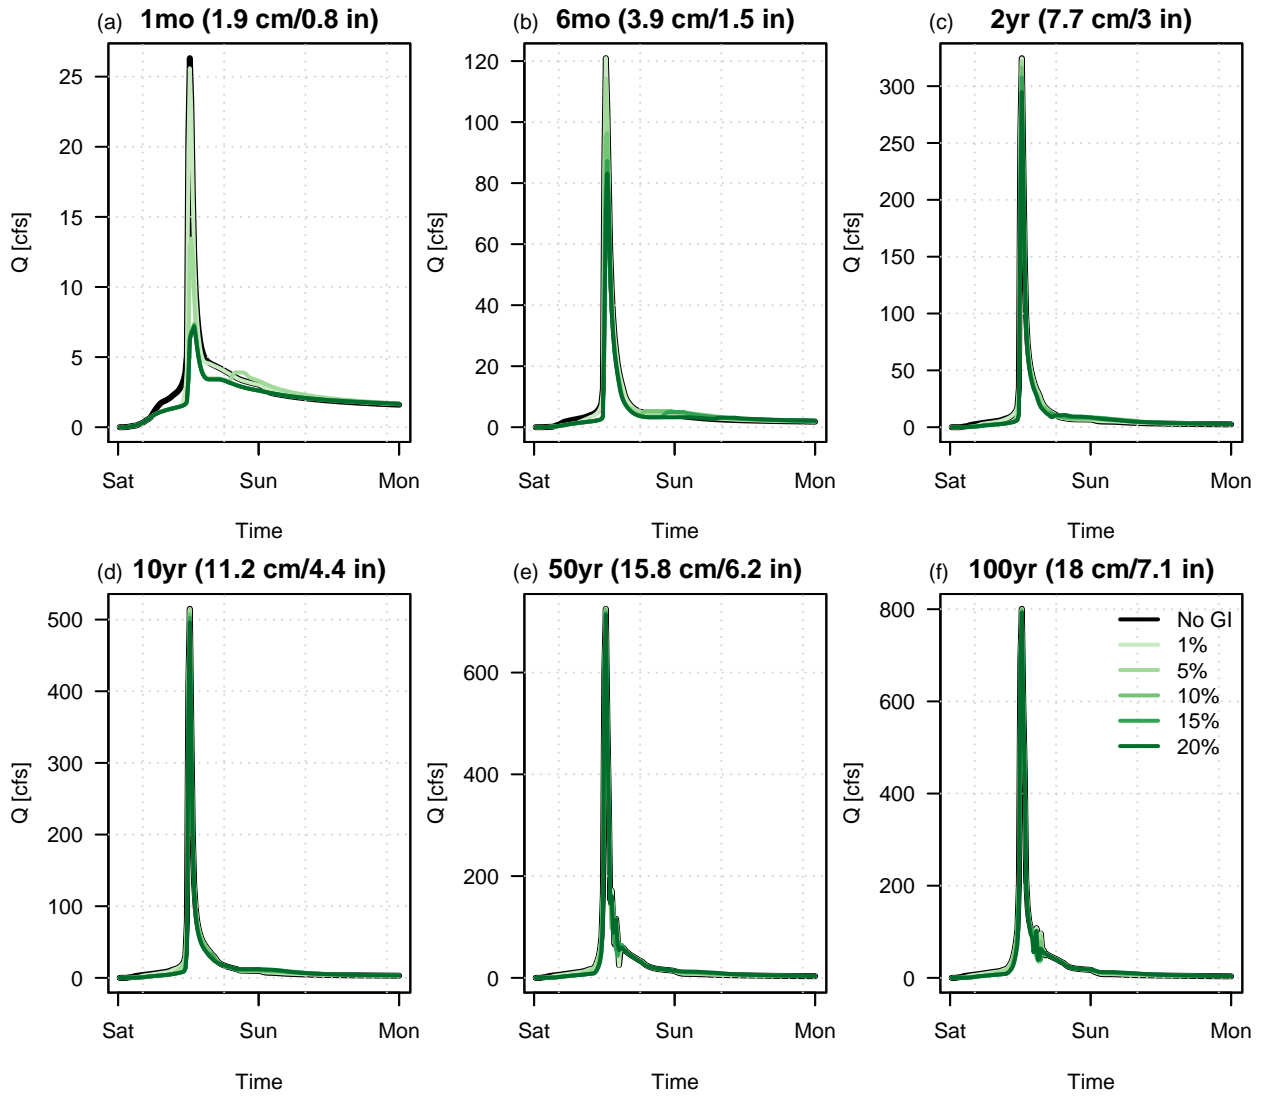 (a) 1mo (1.9 cm/0.8 in)
Q [cfs]
25
20
15
10
5
0
Sat Sun Mon
Time
(b) 6mo (3.9 cm/1.5 in)
Q [cfs]
120
100
80
60
40
20
0
Sat Sun Mon
Time
(c) 2yr (7.7 cm/3 in)
Q [cfs]
300
250
200
150
100
50
0
Sat Sun Mon
Time
(d) 10yr (11.2 cm/4.4 in)
Q [cfs]
500
400
300
200
100
0
Sat Sun Mon
Time
(e) 50yr (15.8 cm/6.2 in)
Q [cfs]
600
400
200
0
Sat Sun Mon
Time
(f) 100yr (18 cm/7.1 in)
Q [cfs]
800
600
400
200
0
No GI
1%
5%
10%
15%
20%
Sat Sun Mon
Time